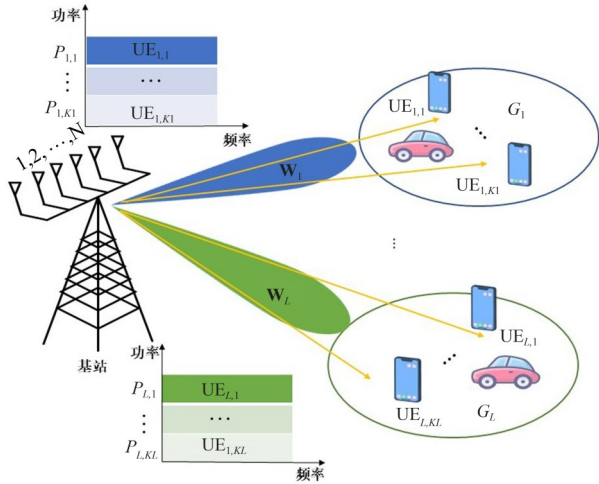 功率
P1,1
UE1,1
⋮
…
P1,K1
UE1,K1
频率
1,2,…,N
W1
UE1,1
G1
⋱
UE1,K1
⋮
WL
UEL,1
⋰
UEL,KL
GL
基站
功率
PL,1
UEL,1
⋮
…
PL,KL
UE1,KL
频率